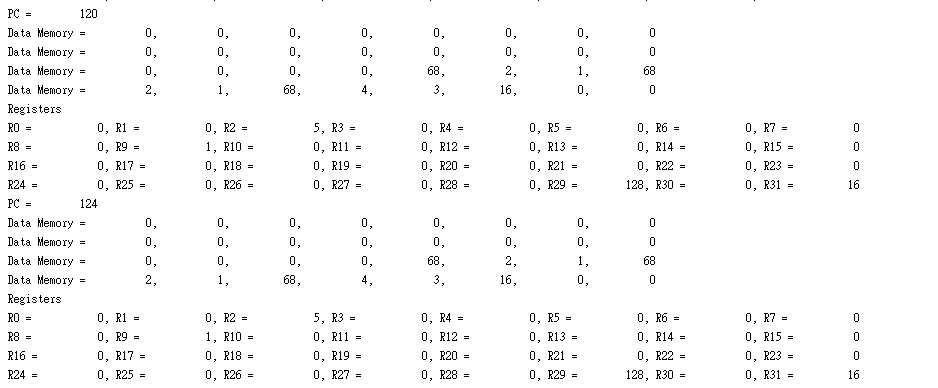 PC = 120
Data Memory = 0, 0, 0, 0, 0, 0, 0, 0
Data Memory = 0, 0, 0, 0, 0, 0, 0, 0
Data Memory = 0, 0, 0, 0, 68, 2, 1, 68
Data Memory = 2, 1, 68, 4, 3, 16, 0, 0
Registers
R0 = 0, R1 = 0, R2 = 5, R3 = 0, R4 = 0, R5 = 0, R6 = 0, R7 = 0
R8 = 0, R9 = 1, R10 = 0, R11 = 0, R12 = 0, R13 = 0, R14 = 0, R15 = 0
R16 = 0, R17 = 0, R18 = 0, R19 = 0, R20 = 0, R21 = 0, R22 = 0, R23 = 0
R24 = 0, R25 = 0, R26 = 0, R27 = 0, R28 = 0, R29 = 128, R30 = 0, R31 = 16
PC = 124
Data Memory = 0, 0, 0, 0, 0, 0, 0, 0
Data Memory = 0, 0, 0, 0, 0, 0, 0, 0
Data Memory = 0, 0, 0, 0, 68, 2, 1, 68
Data Memory = 2, 1, 68, 4, 3, 16, 0, 0
Registers
R0 = 0, R1 = 0, R2 = 5, R3 = 0, R4 = 0, R5 = 0, R6 = 0, R7 = 0
R8 = 0, R9 = 1, R10 = 0, R11 = 0, R12 = 0, R13 = 0, R14 = 0, R15 = 0
R16 = 0, R17 = 0, R18 = 0, R19 = 0, R20 = 0, R21 = 0, R22 = 0, R23 = 0
R24 = 0, R25 = 0, R26 = 0, R27 = 0, R28 = 0, R29 = 128, R30 = 0, R31 = 16